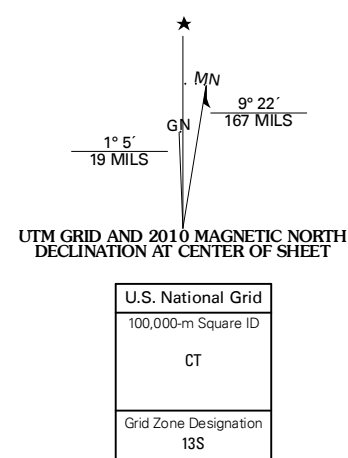 ★
MN
9° 22´
167 MILS
GN
1° 5´
19 MILS
UTM GRID AND 2010 MAGNETIC NORTH
DECLINATION AT CENTER OF SHEET
U.S. National Grid
100,000-m Square ID
CT
Grid Zone Designation
13S